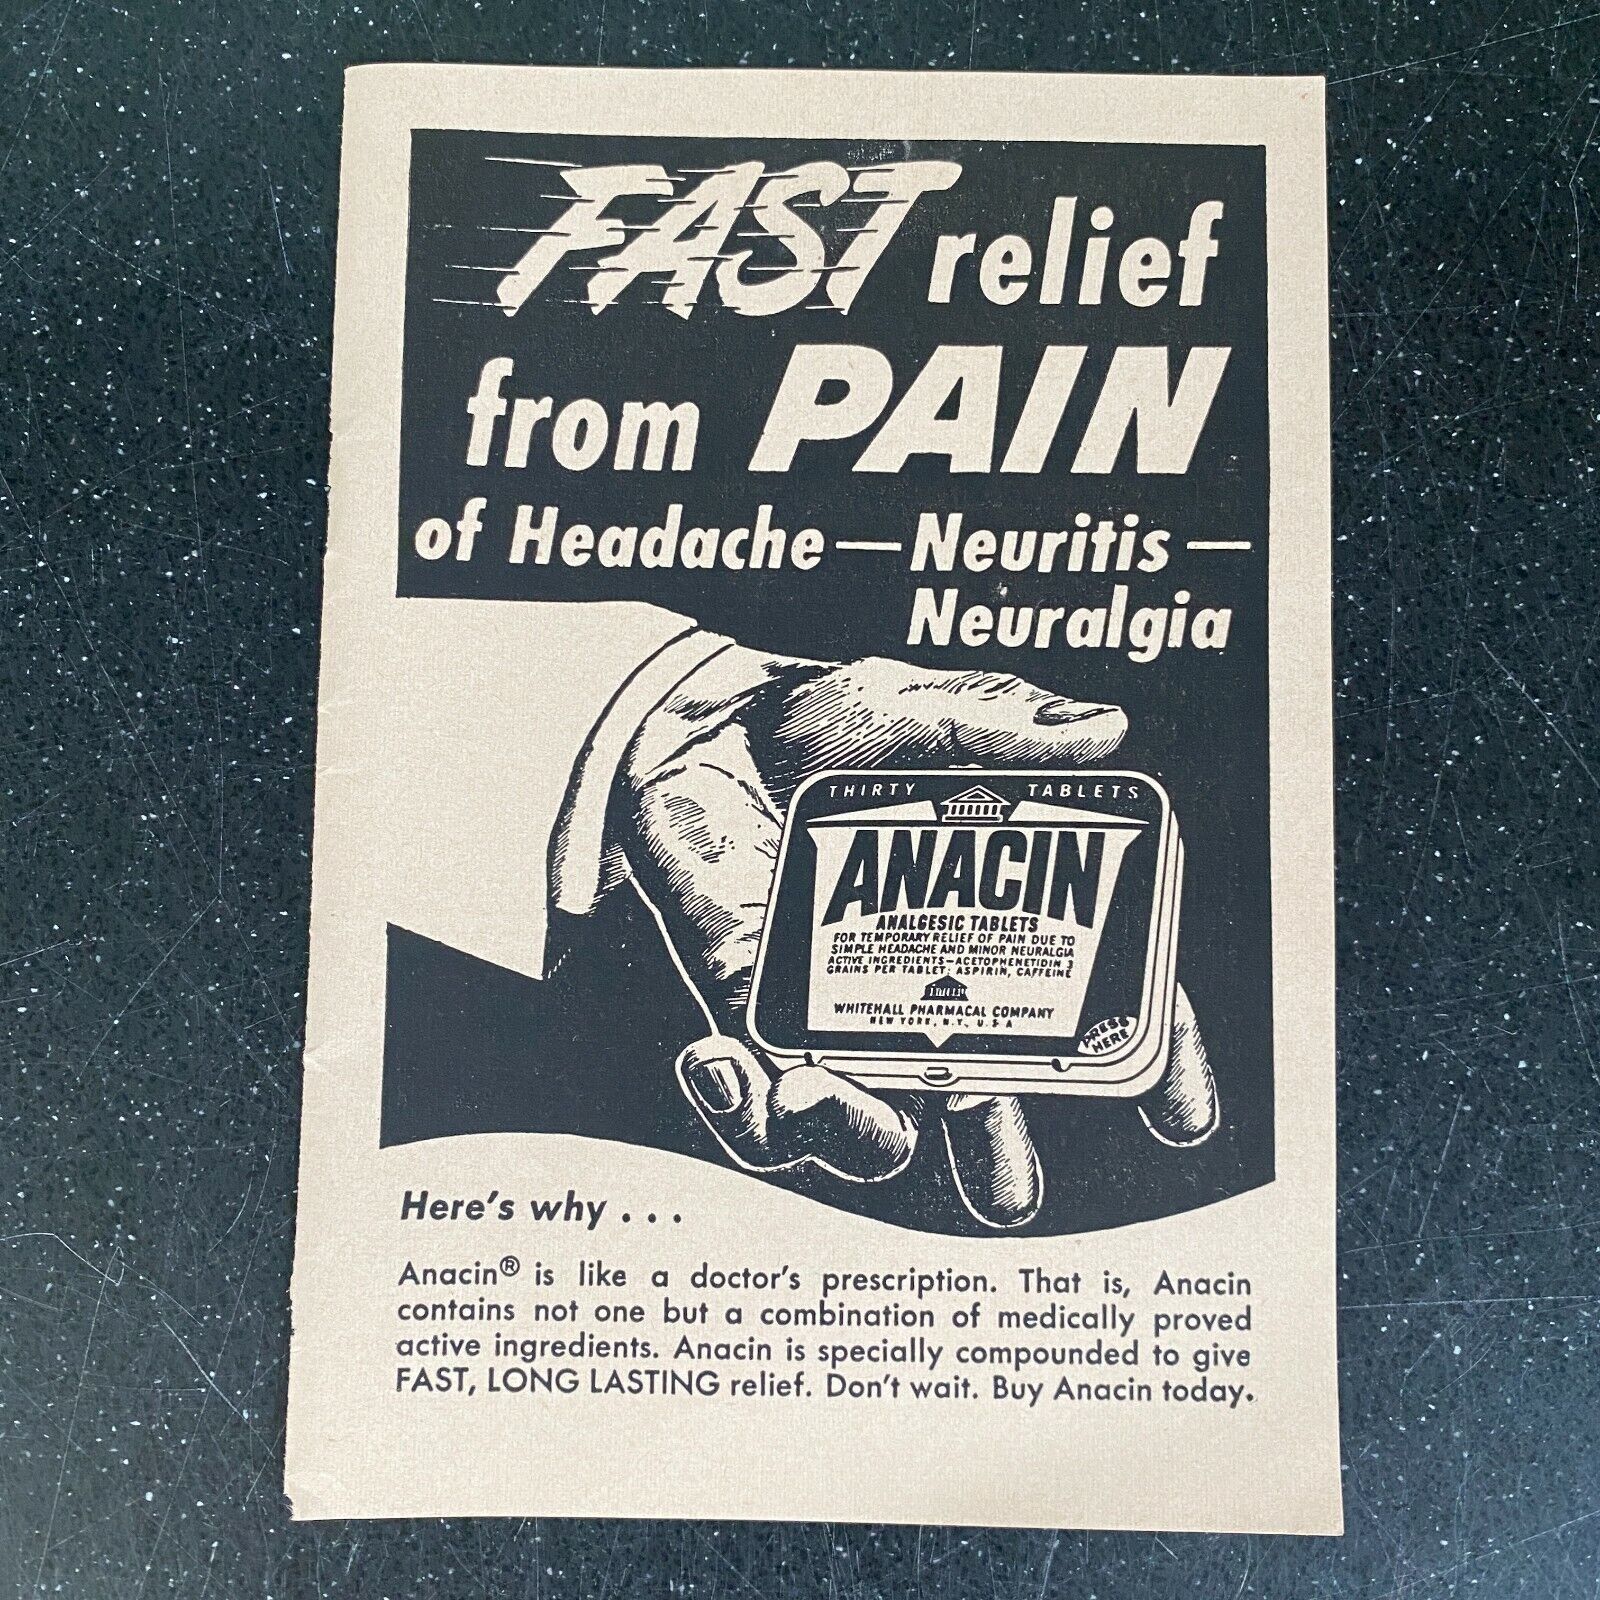 FAST relief
from PAIN
of Headache — Neuritis —
Neuralgia
THIRTY TABLETS
ANACIN
ANALGESIC TABLETS
FOR TEMPORARY RELIEF OF PAIN DUE TO
SIMPLE HEADACHE AND MINOR NEURALGIA
ACTIVE INGREDIENTS—ACETOPHENETIDIN 3
GRAINS PER TABLET; ASPIRIN, CAFFEINE
WHITEHALL PHARMACAL COMPANY
NEW YORK, N.Y., U.S.A
PRESS
HERE
Here's why . . .
Anacin® is like a doctor's prescription. That is, Anacin
contains not one but a combination of medically proved
active ingredients. Anacin is specially compounded to give
FAST, LONG LASTING relief. Don't wait. Buy Anacin today.